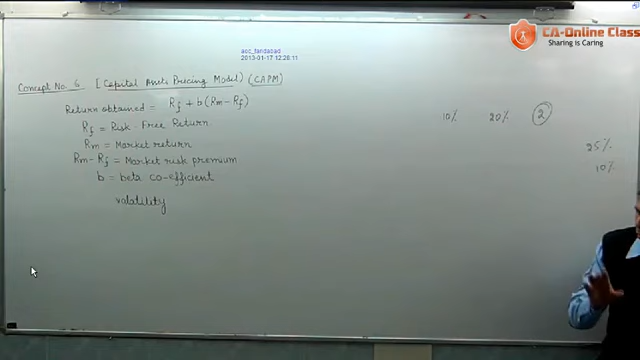 CA-Online Class
Sharing is Caring
acc_faridabad
2013-01-17 12:26:11
Concept No. 6 [Capital Assets Pricing Model) (CAPM)
Return obtained = Rf + b(Rm-Rf)
Rf = Risk-Free Return
Rm = Market return
Rm-Rf = Market risk premium
b = beta co-efficient
volatility
10% 20% 2
25%
10%